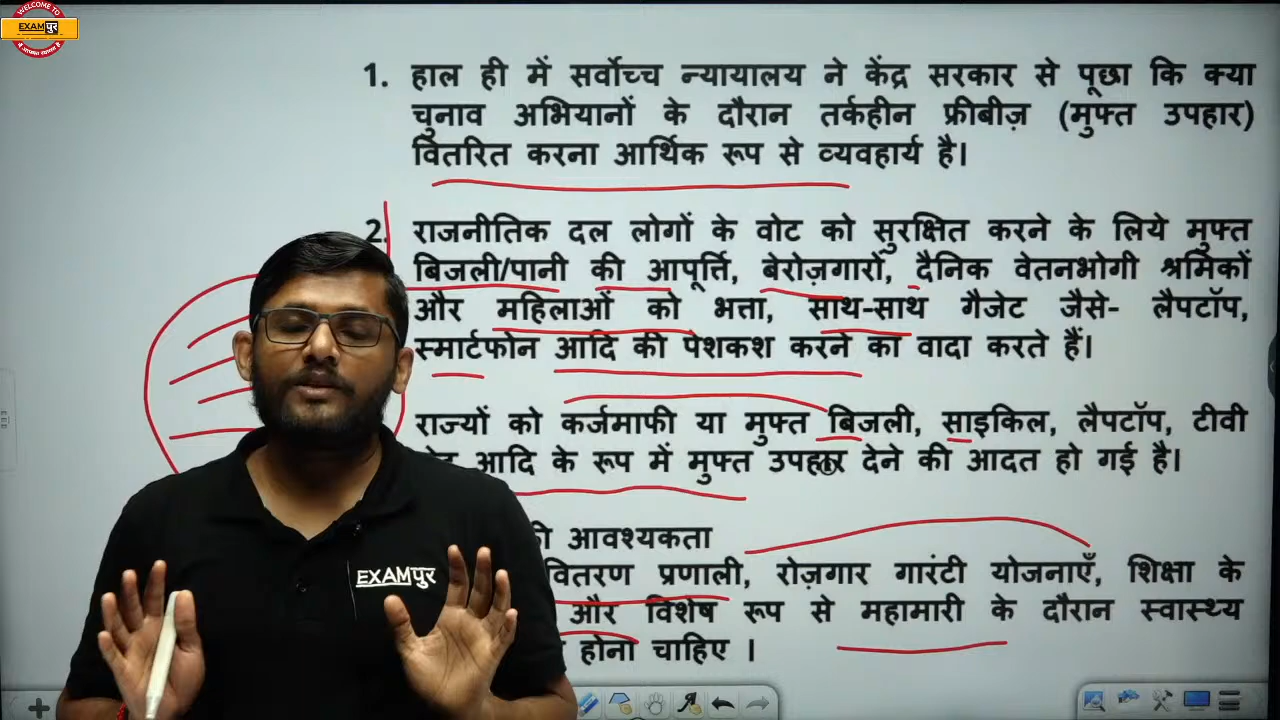 WELCOME TO
EXAMपुर
1. हाल ही में सर्वोच्च न्यायालय ने केंद्र सरकार से पूछा कि क्या
चुनाव अभियानों के दौरान तर्कहीन फ्रीबीज़ (मुफ्त उपहार)
वितरित करना आर्थिक रूप से व्यवहार्य है।
2. राजनीतिक दल लोगों के वोट को सुरक्षित करने के लिये मुफ्त
बिजली/पानी की आपूर्त्ति, बेरोज़गारों, दैनिक वेतनभोगी श्रमिकों
और महिलाओं को भत्ता, साथ-साथ गैजेट जैसे- लैपटॉप,
स्मार्टफोन आदि की पेशकश करने का वादा करते हैं।
राज्यों को कर्जमाफी या मुफ्त बिजली, साइकिल, लैपटॉप, टीवी
आदि के रूप में मुफ्त उपहार देने की आदत हो गई है।
की आवश्यकता
वितरण प्रणाली, रोज़गार गारंटी योजनाएँ, शिक्षा के
और विशेष रूप से महामारी के दौरान स्वास्थ्य
होना चाहिए ।
EXAMपुर